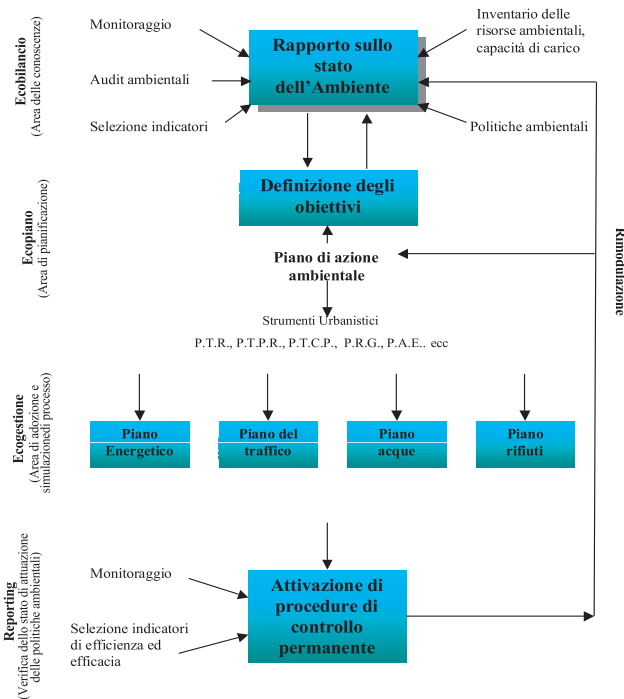 Ecobilancio
(Area delle conoscenze)
Monitoraggio
Audit ambientali
Selezione indicatori
Rapporto sullo
stato
dell'Ambiente
Inventario delle
risorse ambientali,
capacità di carico
Politiche ambientali
Ecopiano
(Area di pianificazione)
Definizione degli
obiettivi
Piano di azione
ambientale
Strumenti Urbanistici
P.T.R., P.T.P.R., P.T.C.P., P.R.G., P.A.E.. ecc
Rimodulazione
Ecogestione
(Area di adozione e
simulazionedi processo)
Piano
Energetico
Piano del
traffico
Piano
acque
Piano
rifiuti
Reporting
(Verifica dello stato di attuazione
delle politiche ambientali)
Monitoraggio
Selezione indicatori
di efficienza ed
efficacia
Attivazione di
procedure di
controllo
permanente